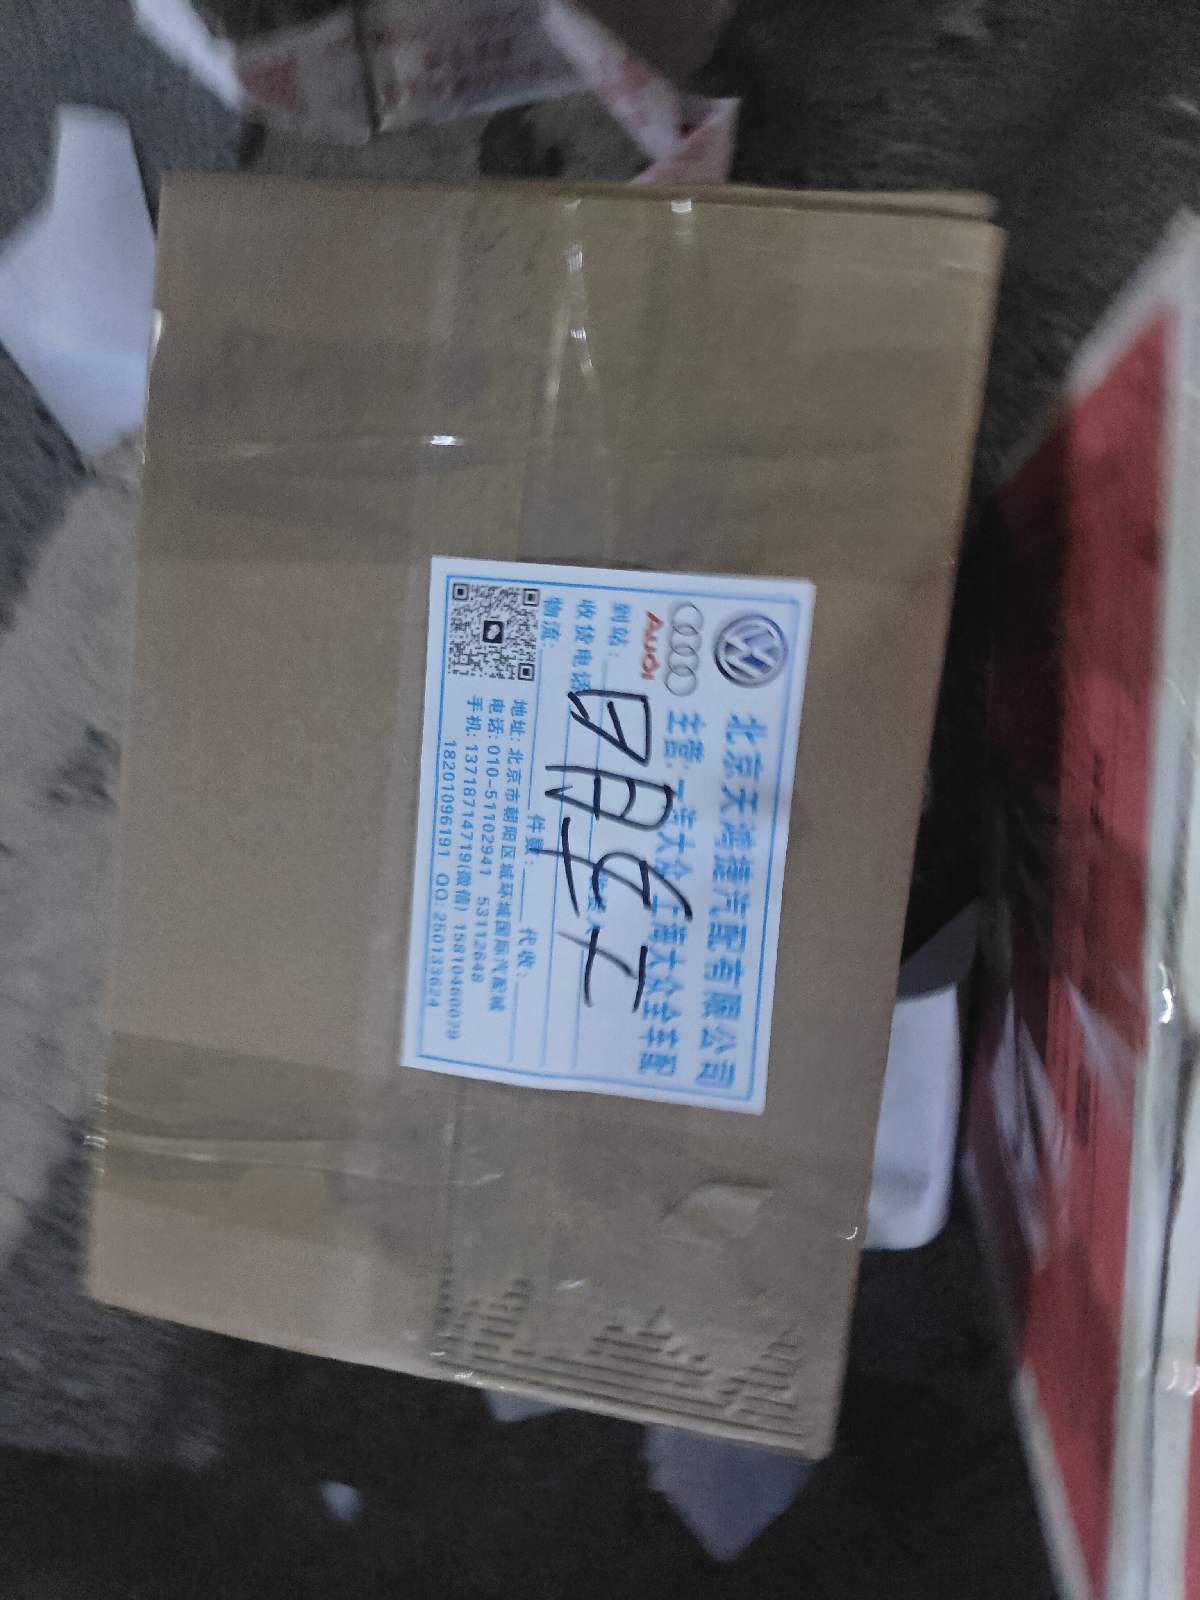 北京天鸿捷汽配有限公司
AUDI
主营: 一汽大众 上海大众全车配
到站:
收货电话
物流: 件数: 代收:
地址: 北京市朝阳区城环城国际汽配城
电话: 010-51102941 53112648
手机: 13718714719(微信) 15810460079
18201096191 QQ: 250133624